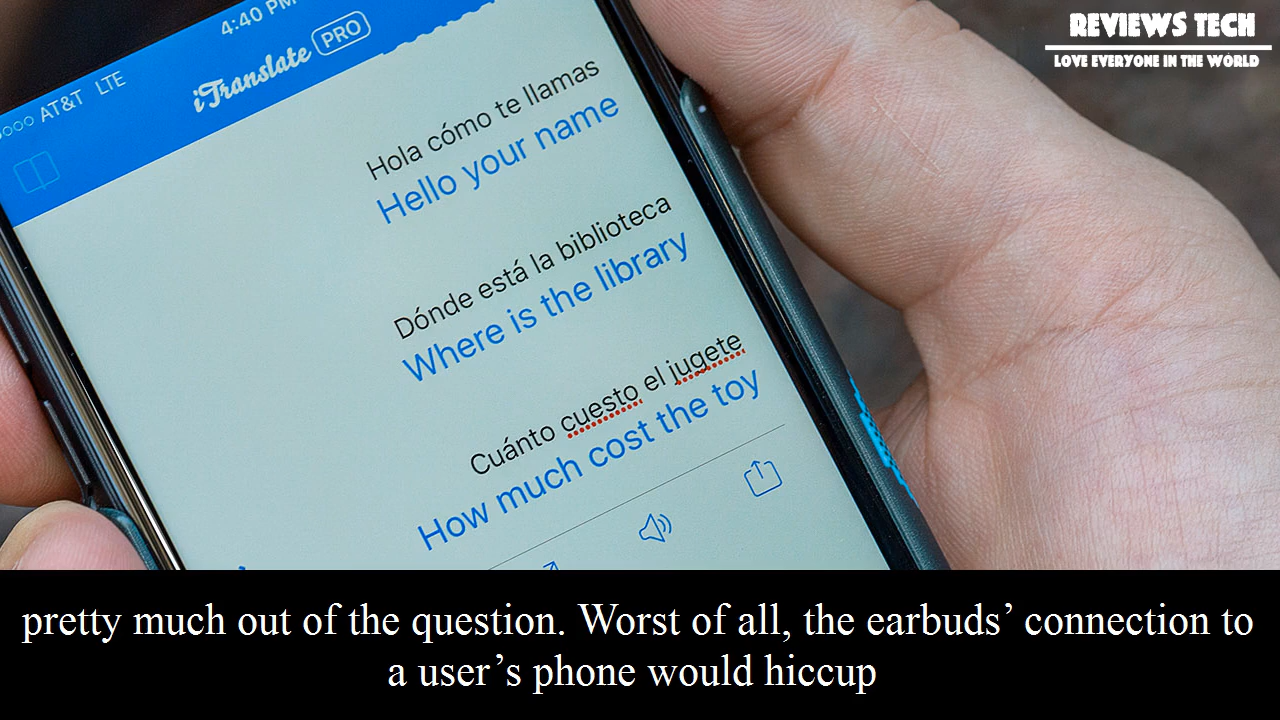 REVIEWS TECH
LOVE EVERYONE IN THE WORLD
AT&T LTE 4:40 PM
iTranslate PRO
Hola cómo te llamas
Hello your name
Dónde está la biblioteca
Where is the library
Cuánto cuesto el jugete
How much cost the toy
pretty much out of the question. Worst of all, the earbuds’ connection to
a user’s phone would hiccup